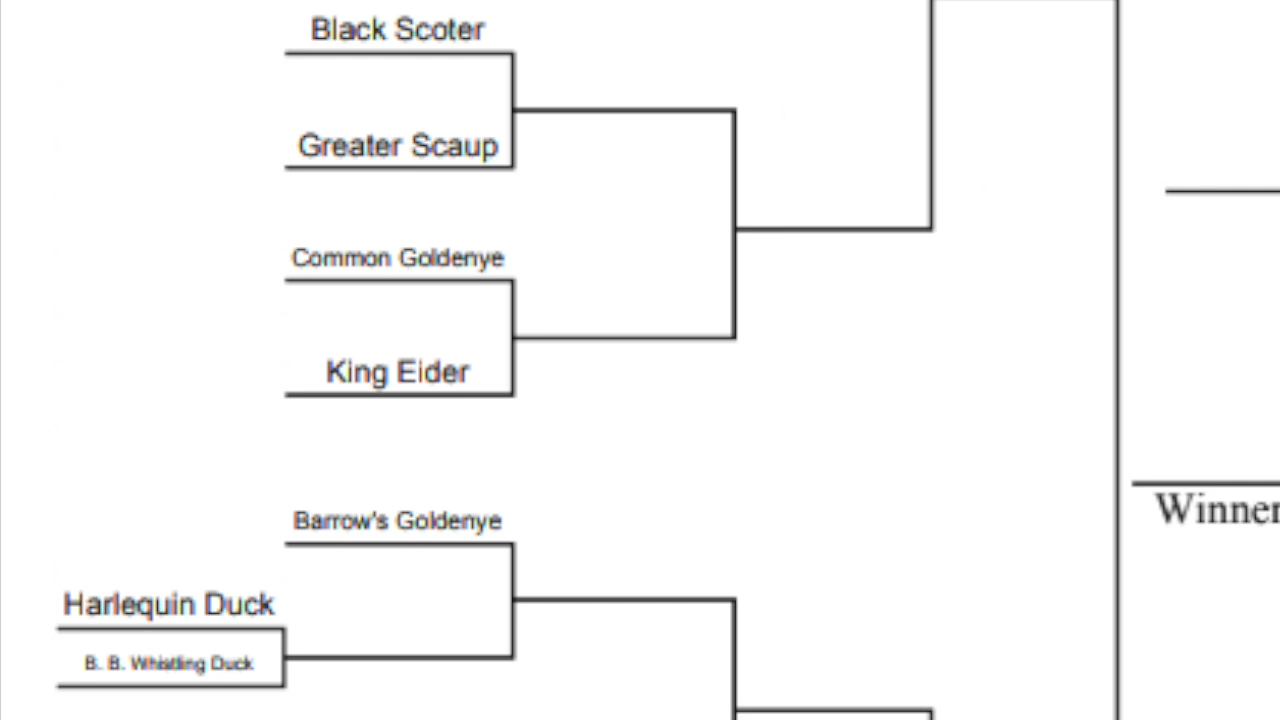 Black Scoter
Greater Scaup
Common Goldenye
King Eider
Barrow's Goldenye
Harlequin Duck
B. B. Whistling Duck
Winner